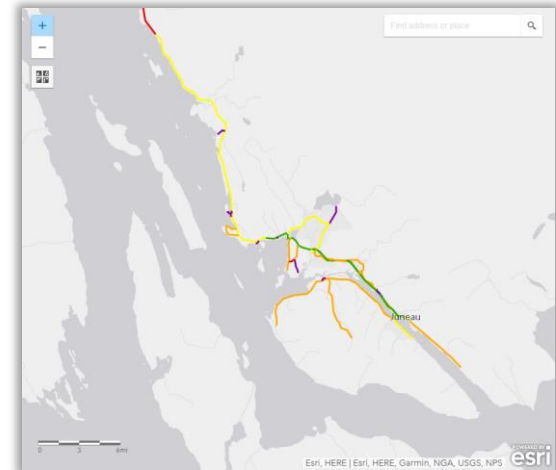 +
Find address or place
−
Juneau
0 3 6mi
Esri, HERE | Esri, HERE, Garmin, NGA, USGS, NPS
POWERED BY
esri